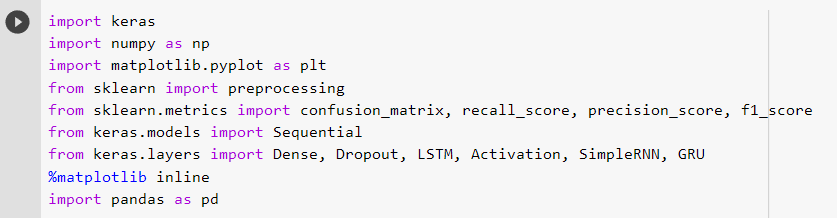 import keras
import numpy as np
import matplotlib.pyplot as plt
from sklearn import preprocessing
from sklearn.metrics import confusion_matrix, recall_score, precision_score, f1_score
from keras.models import Sequential
from keras.layers import Dense, Dropout, LSTM, Activation, SimpleRNN, GRU
%matplotlib inline
import pandas as pd